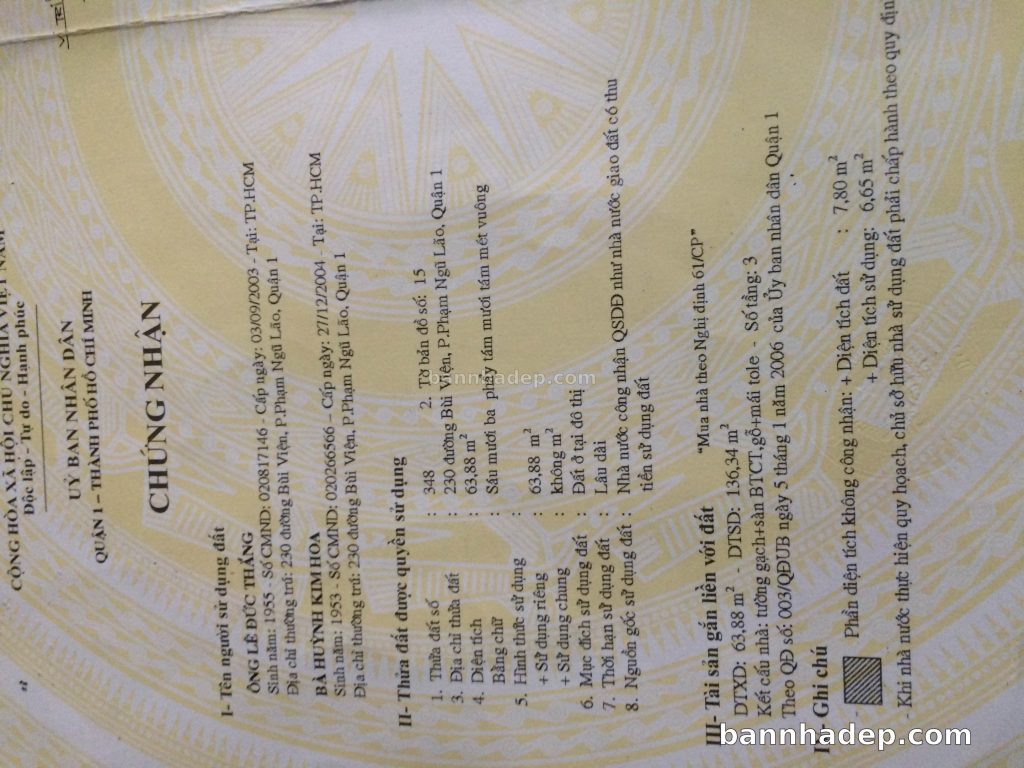 CỘNG HÒA XÃ HỘI CHỦ NGHĨA VIỆT NAM
Độc lập - Tự do - Hạnh phúc
UỶ BAN NHÂN DÂN
QUẬN 1 – THÀNH PHỐ HỒ CHÍ MINH
CHỨNG NHẬN
I- Tên người sử dụng đất
ÔNG LÊ ĐỨC THẮNG
Sinh năm: 1955 - Số CMND: 020817146 - Cấp ngày: 03/09/2003 - Tại: TP.HCM
Địa chỉ thường trú: 230 đường Bùi Viện, P.Phạm Ngũ Lão, Quận 1
BÀ HUỲNH KIM HOA
Sinh năm: 1953 - Số CMND: 020266566 - Cấp ngày: 27/12/2004 - Tại: TP.HCM
Địa chỉ thường trú: 230 đường Bùi Viện, P.Phạm Ngũ Lão, Quận 1
II- Thửa đất được quyền sử dụng
1. Thửa đất số : 348 2. Tờ bản đồ số: 15
3. Địa chỉ thửa đất : 230 đường Bùi Viện, P.Phạm Ngũ Lão, Quận 1
4. Diện tích : 63,88 m²
Bằng chữ : Sáu mươi ba phẩy tám mươi tám mét vuông
5. Hình thức sử dụng :
+ Sử dụng riêng : 63,88 m²
+ Sử dụng chung : không m²
6. Mục đích sử dụng đất : Đất ở tại đô thị
7. Thời hạn sử dụng đất : Lâu dài
8. Nguồn gốc sử dụng đất : Nhà nước công nhận QSDĐ như nhà nước giao đất có thu
tiền sử dụng đất
III- Tài sản gắn liền với đất "Mua nhà theo Nghị định 61/CP"
DTXD: 63,88 m² - DTSD: 136,34 m²
Kết cấu nhà: tường gạch+sàn BTCT,gỗ+mái tole - Số tầng: 3
Theo QĐ số: 003/QĐUB ngày 5 tháng 1 năm 2006 của Ủy ban nhân dân Quận 1
IV- Ghi chú
- Phần diện tích không công nhận: + Diện tích đất : 7,80 m²
+ Diện tích sử dụng: 6,65 m²
- Khi nhà nước thực hiện quy hoạch, chủ sở hữu nhà sử dụng đất phải chấp hành theo quy định
bannhadep.com
bannhadep.com